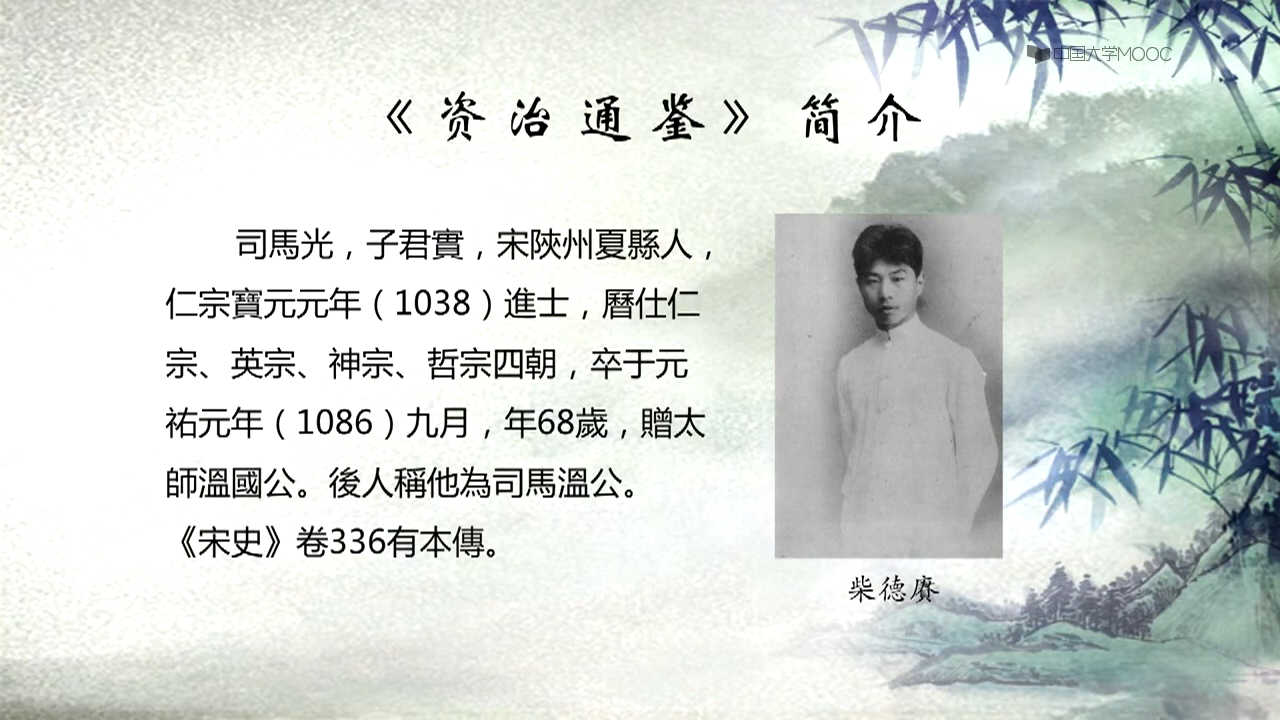 中国大学MOOC
《资治通鉴》简介
司馬光，子君實，宋陝州夏縣人，
仁宗寶元元年（1038）進士，曆仕仁
宗、英宗、神宗、哲宗四朝，卒于元
祐元年（1086）九月，年68歲，贈太
師溫國公。後人稱他為司馬溫公。
《宋史》卷336有本傳。
柴德賡